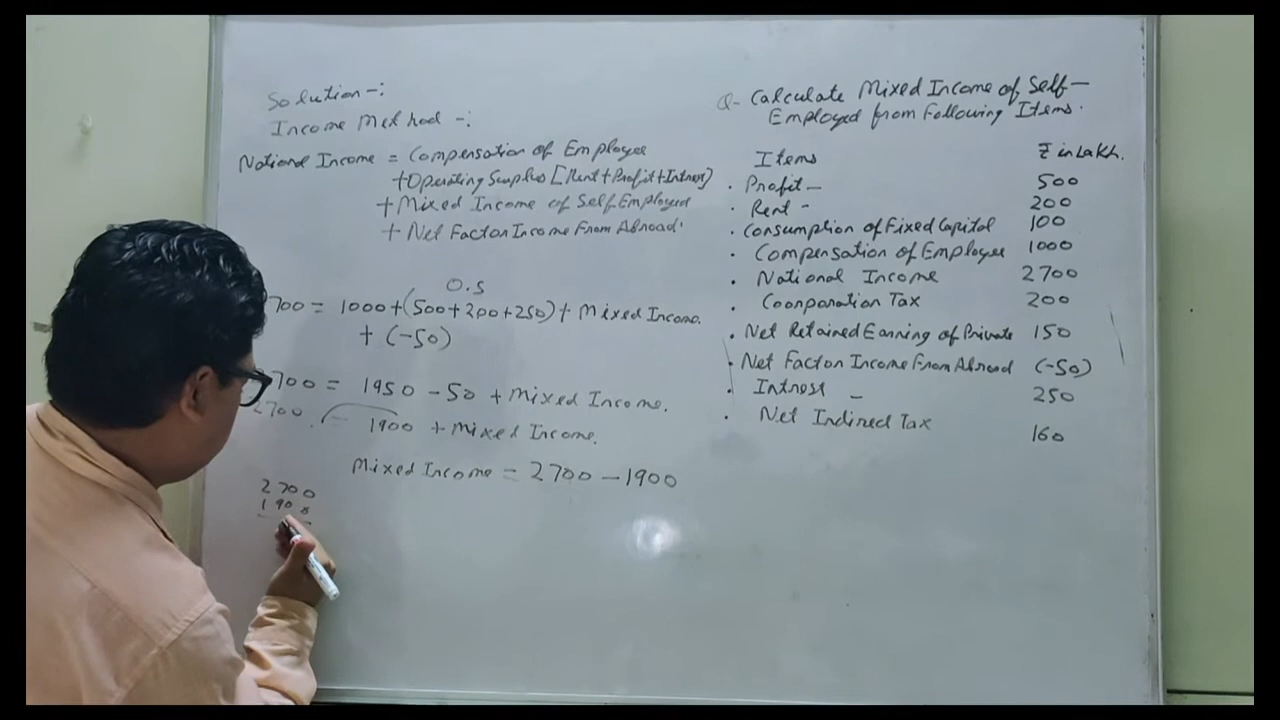 Solution-:
Income Method-:
National Income = Compensation of Employee
+Operating Surplus [Rent+Profit+Intrest]
+Mixed Income of Self Employed
+ Net Factor Income From Abroad.
O.S
700 = 1000+(500+200+250)+Mixed Income.
+ (-50)
700 = 1950 -50 +Mixed Income.
2700. - 1900 +Mixed Income.
Mixed Income = 2700-1900
2700
1900
Q- Calculate Mixed Income of Self-
Employed from Following Items.
Items ₹ in Lakh.
. Profit- 500
. Rent- 200
. Consumption of Fixed Capital 100
. Compensation of Employee 1000
. National Income 2700
. Coorporation Tax 200
. Net Retained Earning of Private 150
. Net Factor Income From Abroad (-50)
. Intrest - 250
. Net Indirect Tax 160